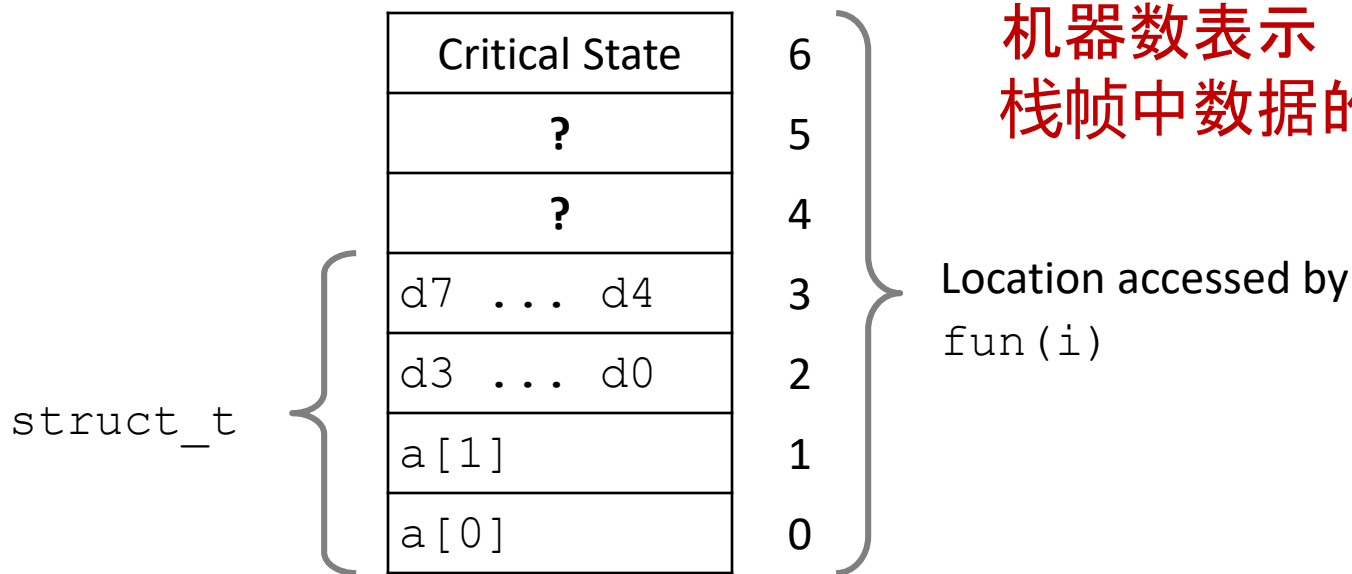 机器数表示
栈帧中数据的
Critical State 6
? 5
? 4
d7 ... d4 3
d3 ... d0 2
a[1] 1
a[0] 0
struct_t
Location accessed by
fun(i)